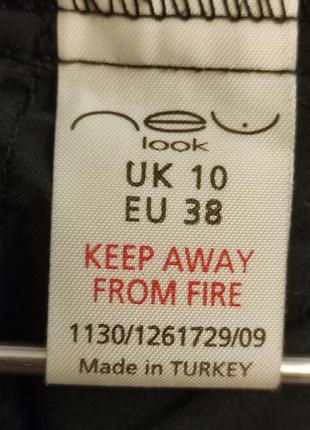 new
look
UK 10
EU 38
KEEP AWAY
FROM FIRE
1130/1261729/09
Made in TURKEY